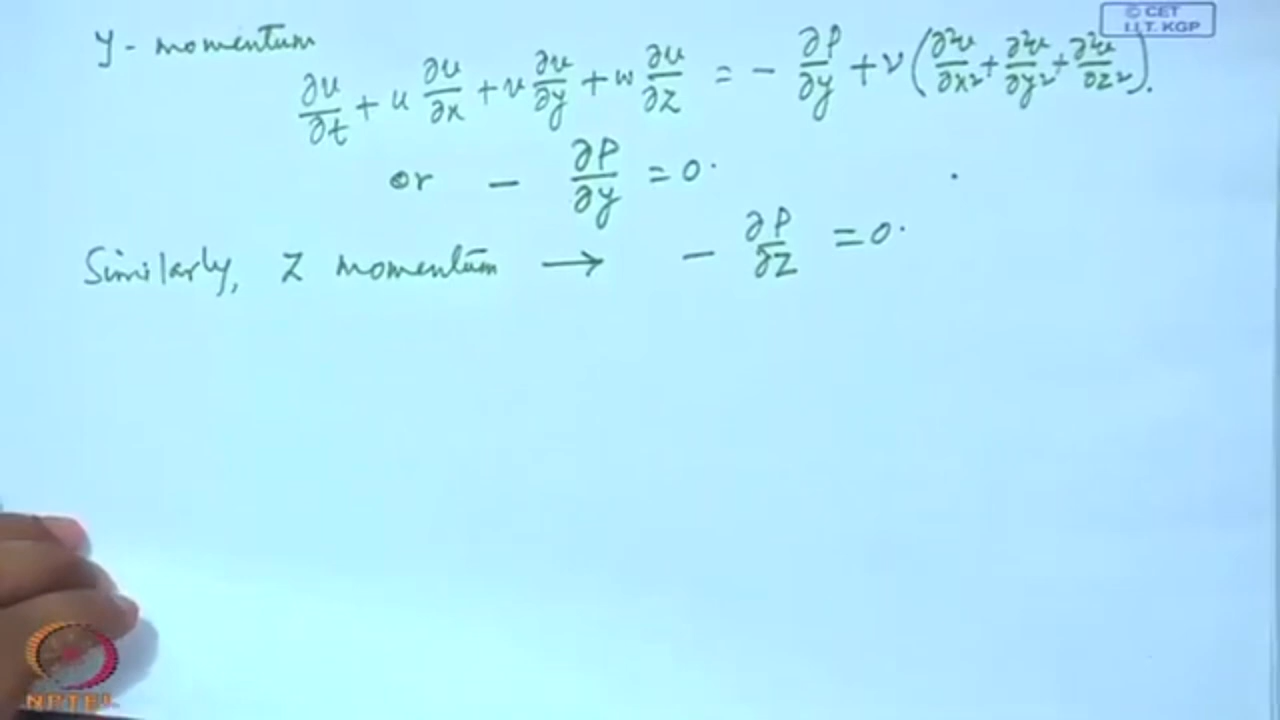 © CET
I.I.T. KGP
y - momentum
∂v/∂t + u ∂v/∂x + v ∂v/∂y + w ∂v/∂z = - ∂p/∂y + ν(∂²v/∂x² + ∂²v/∂y² + ∂²v/∂z²).
or - ∂p/∂y = 0.
Similarly, z momentum → - ∂p/∂z = 0.
NPTEL